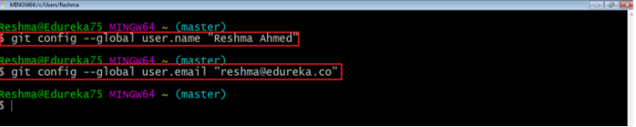 MINGW64:/c/Users/Reshma
Reshma@Edureka75 MINGW64 ~ (master)
$ git config --global user.name "Reshma Ahmed"
Reshma@Edureka75 MINGW64 ~ (master)
$ git config --global user.email "reshma@edureka.co"
Reshma@Edureka75 MINGW64 ~ (master)
$